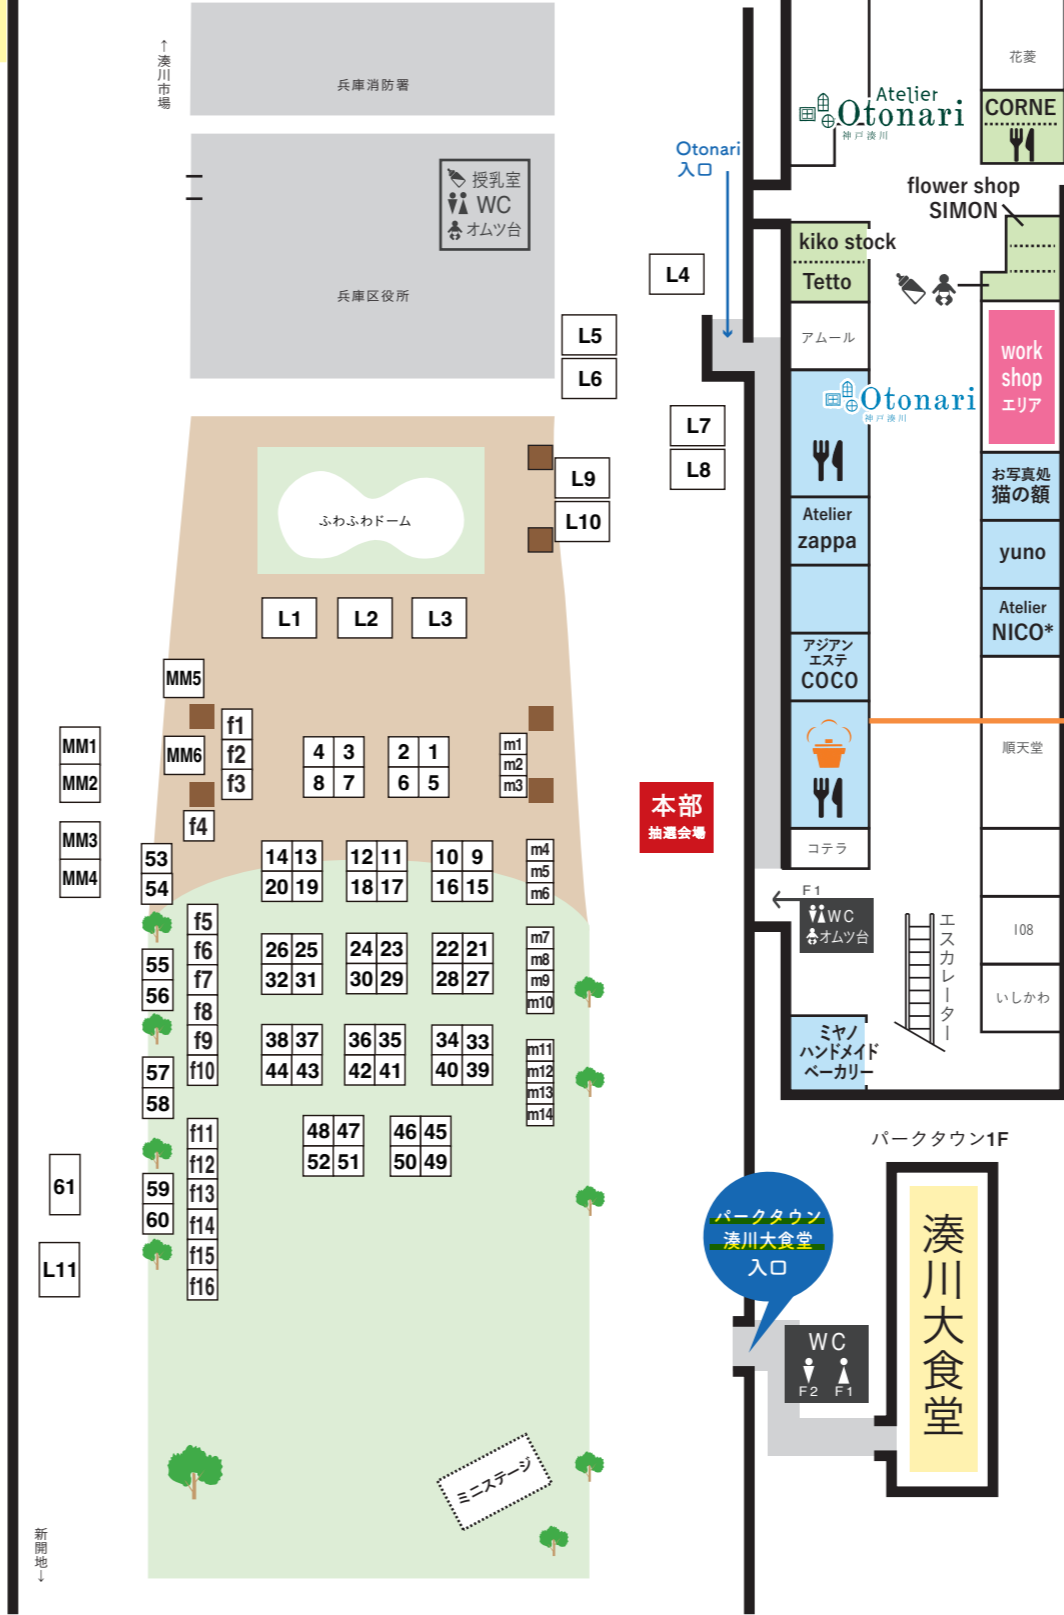 ↑湊川市場
兵庫消防署
授乳室
WC
オムツ台
兵庫区役所
L5
L6
L4
L7
L8
L9
L10
ふわふわドーム
L1 L2 L3
MM5
MM6
MM1
MM2
MM3
MM4
f1
f2
f3
f4
4 3 2 1
8 7 6 5
m1
m2
m3
14 13 12 11 10 9
20 19 18 17 16 15
m4
m5
m6
53
54
f5
f6
f7
f8
f9
f10
55
56
26 25 24 23 22 21
32 31 30 29 28 27
m7
m8
m9
m10
57
58
38 37 36 35 34 33
44 43 42 41 40 39
m11
m12
m13
m14
48 47 46 45
52 51 50 49
f11
f12
f13
f14
f15
f16
59
60
61
L11
ミニステージ
新開地↓
本部
抽選会場
Otonari
入口
Atelier
Otonari
神戸湊川
花菱
CORNE
flower shop
SIMON
kiko stock
Tetto
アムール
Otonari
神戸湊川
work
shop
エリア
お写真処
猫の額
Atelier
zappa
yuno
Atelier
NICO*
アジアン
エステ
COCO
順天堂
コテラ
F1
WC
オムツ台
エスカレーター
108
いしかわ
ミヤノ
ハンドメイド
ベーカリー
パークタウン1F
パークタウン
湊川大食堂
入口
WC
F2 F1
湊川大食堂